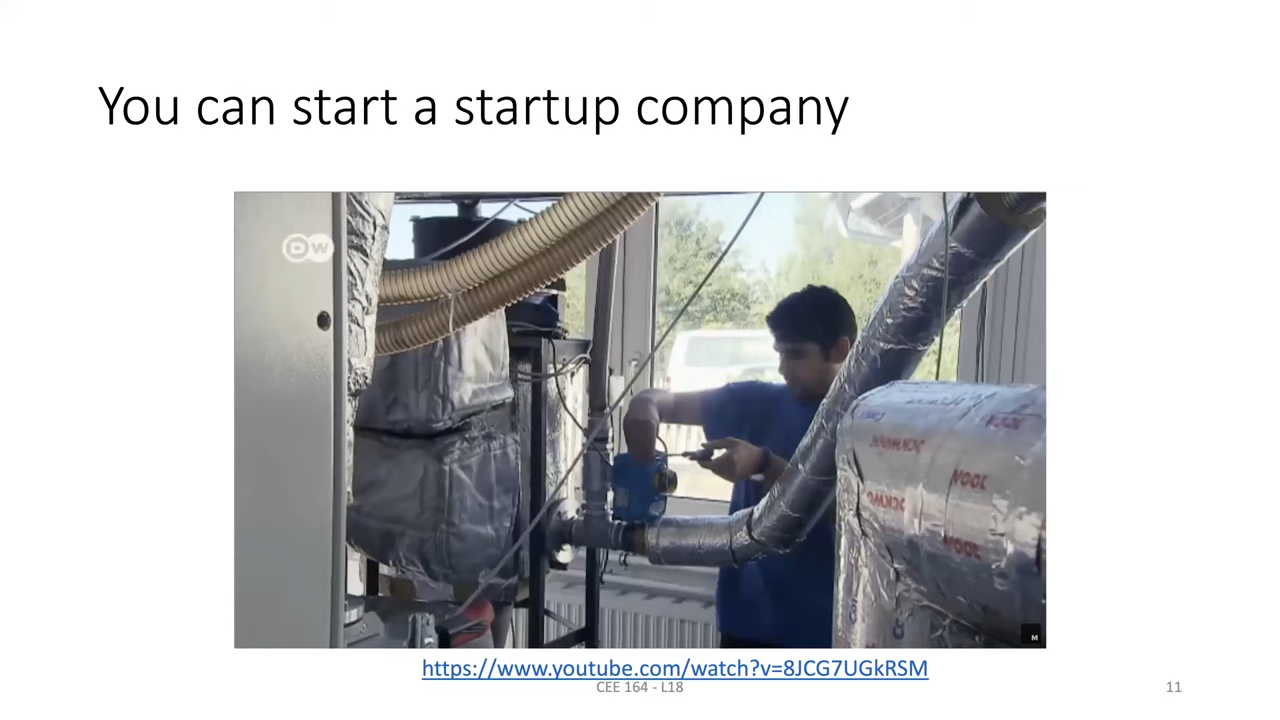 You can start a startup company
DW
M
https://www.youtube.com/watch?v=8JCG7UGkRSM
CEE 164 - L18
11